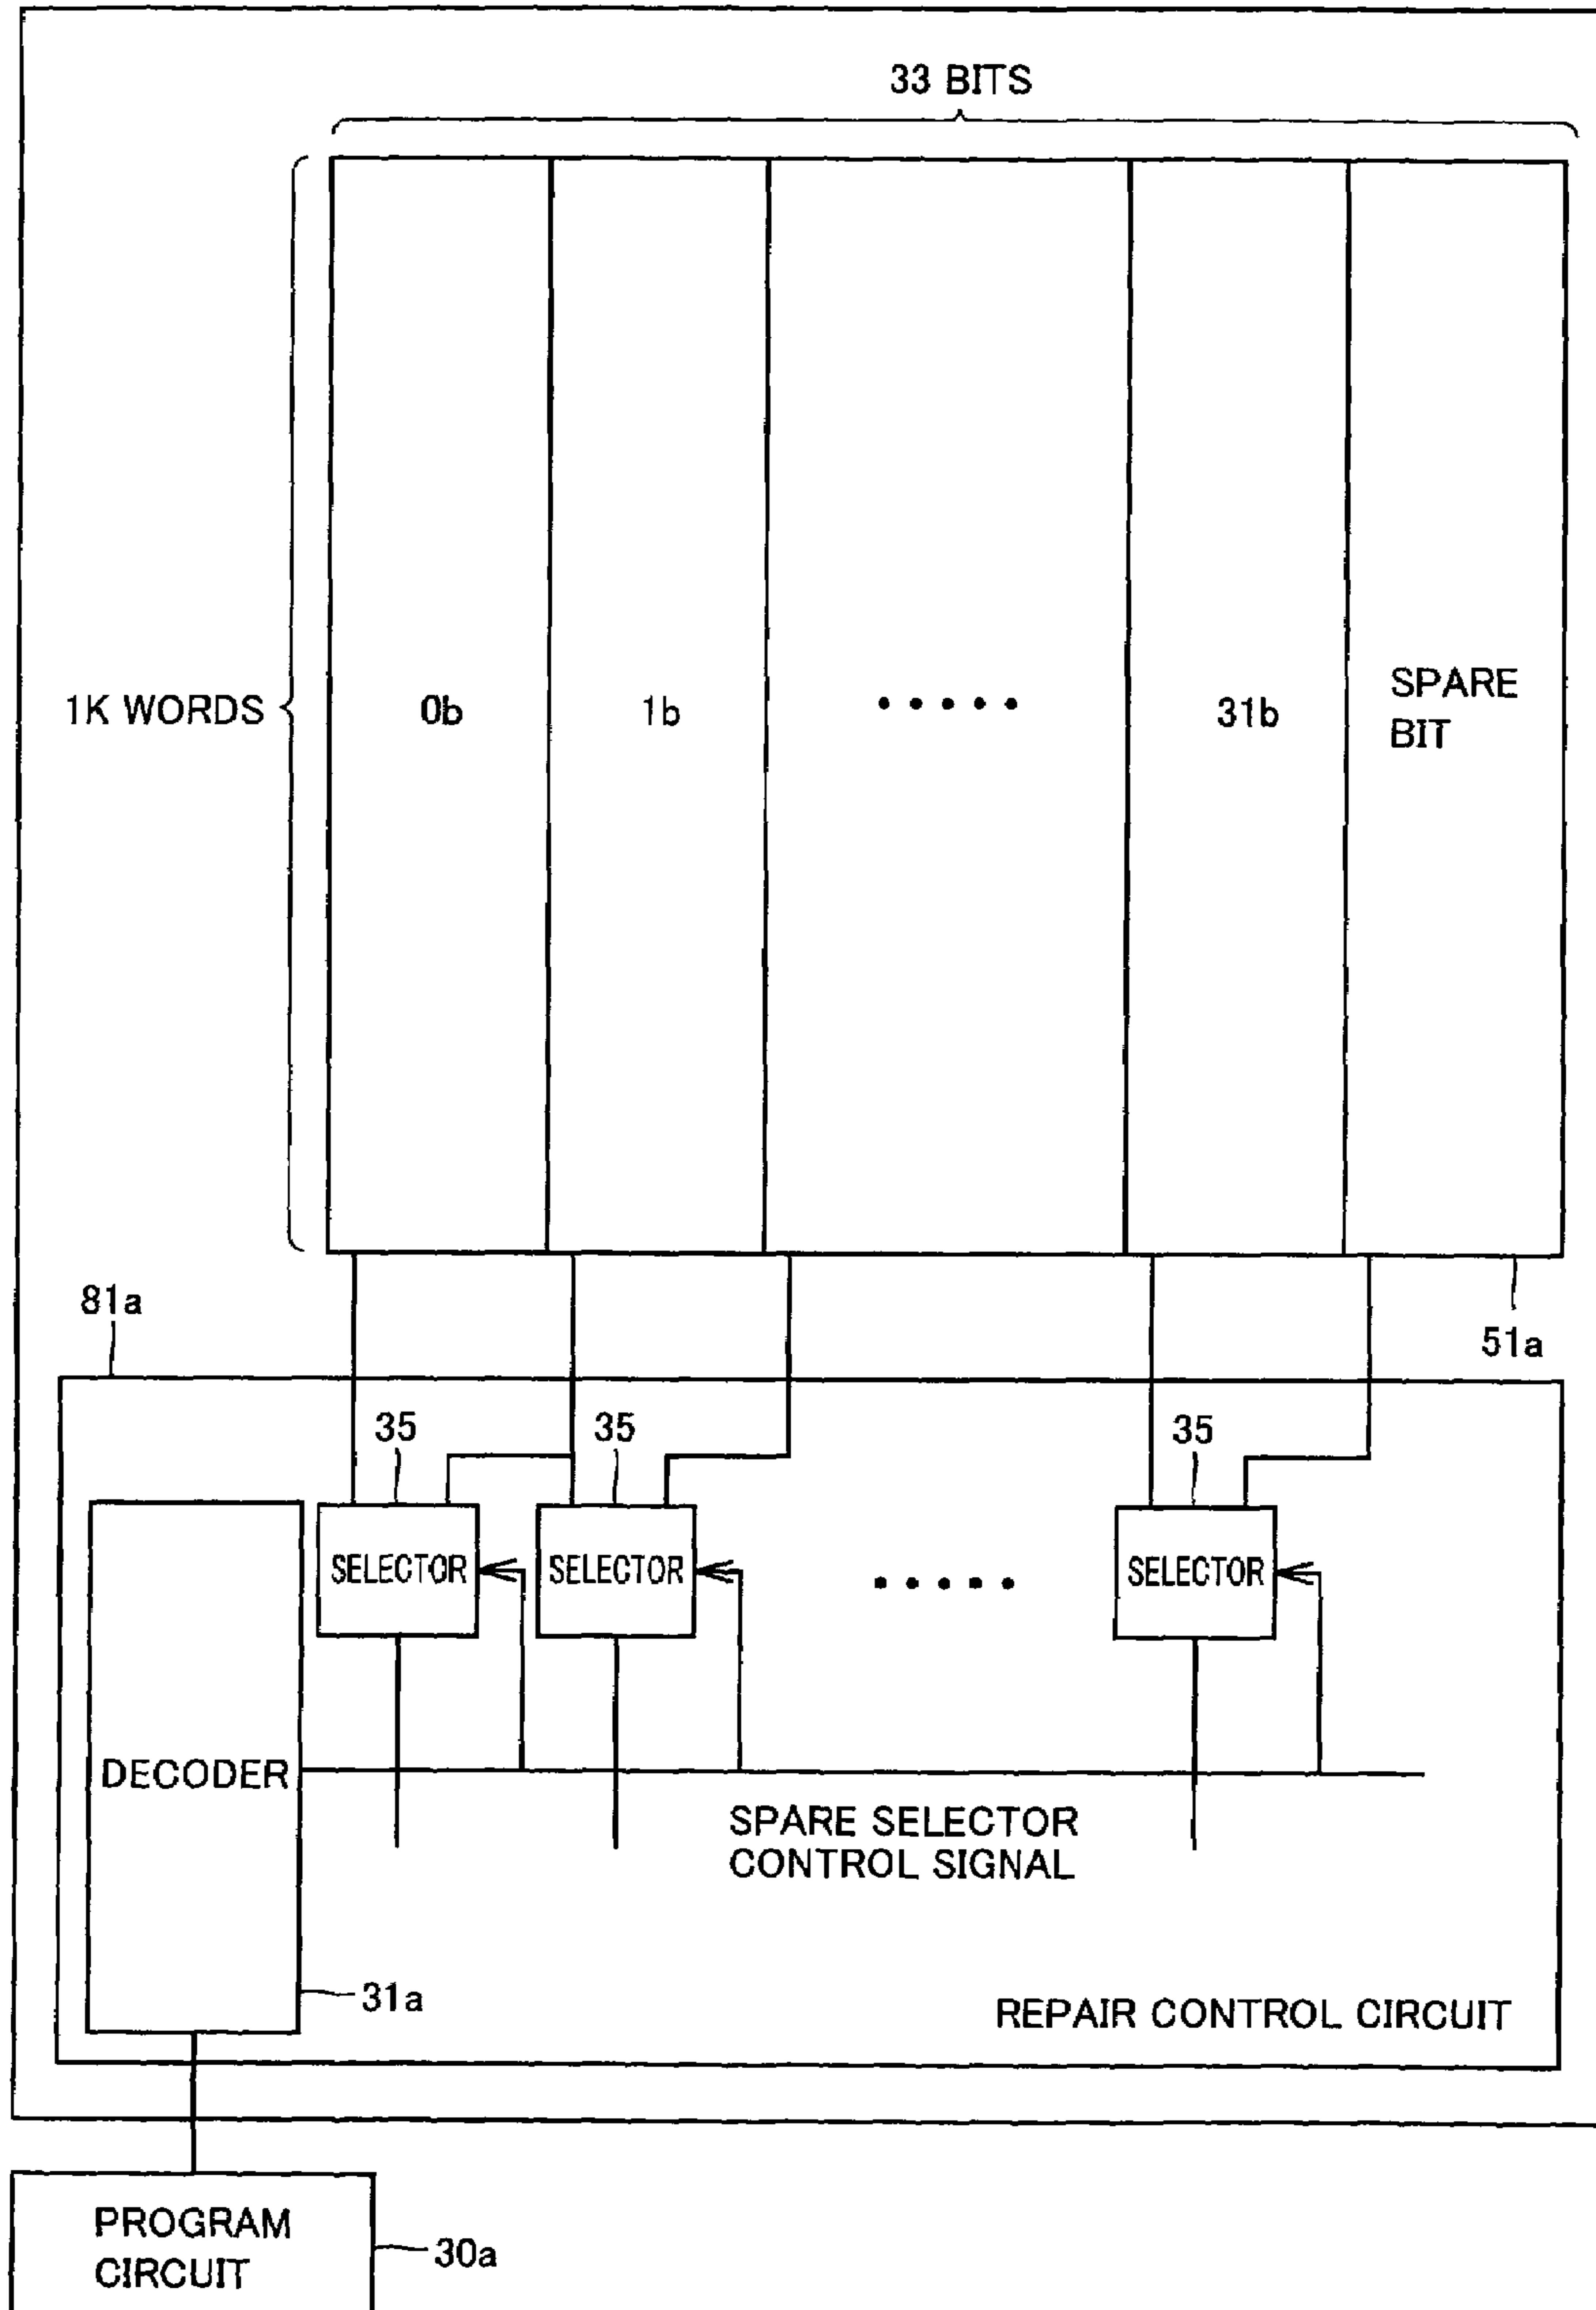 33 BITS
1K WORDS
0b
1b
31b
SPARE
BIT
81a
51a
35
35
35
SELECTOR
SELECTOR
SELECTOR
DECODER
SPARE SELECTOR
CONTROL SIGNAL
31a
REPAIR CONTROL CIRCUIT
PROGRAM
CIRCUIT
30a